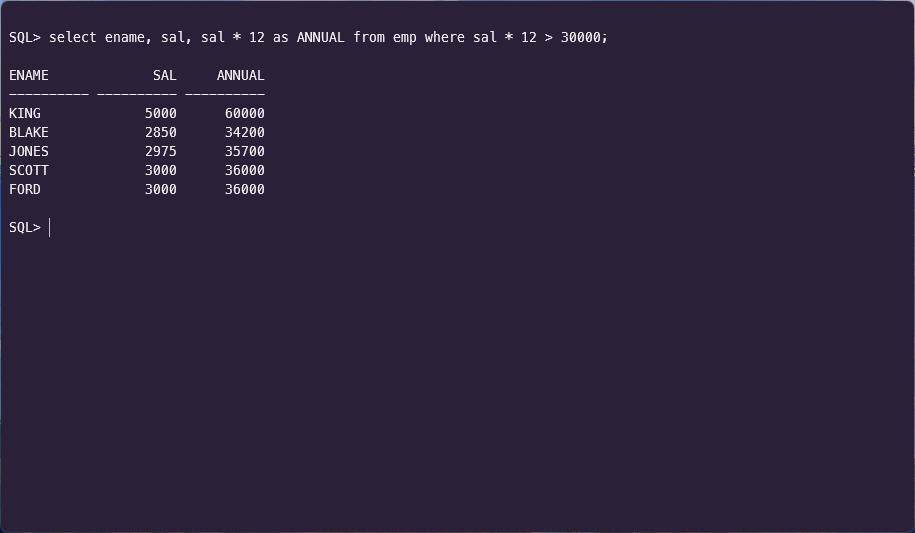 SQL> select ename, sal, sal * 12 as ANNUAL from emp where sal * 12 > 30000;
ENAME             SAL     ANNUAL
---------- ---------- ----------
KING             5000      60000
BLAKE            2850      34200
JONES            2975      35700
SCOTT            3000      36000
FORD             3000      36000
SQL>